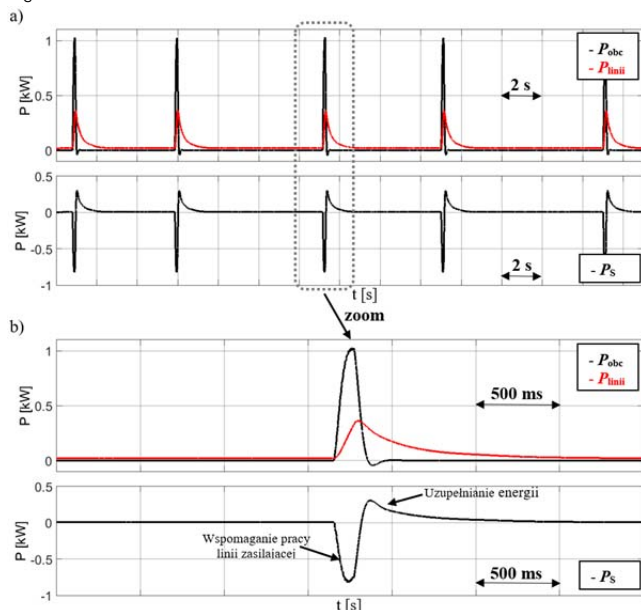 a)
P [kW]
1
0.5
0
- Pobc
- Plinii
2 s
P [kW]
0.5
0
-0.5
-1
2 s
- PS
t [s]
zoom
b)
P [kW]
1
0.5
0
- Pobc
- Plinii
500 ms
P [kW]
0.5
0
-0.5
-1
Uzupełnianie energii
Wspomaganie pracy
linii zasilającej
500 ms
- PS
t [s]